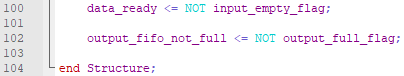 100 data_ready <= NOT input_empty_flag;
101
102 output_fifo_not_full <= NOT output_full_flag;
103
104 end Structure;